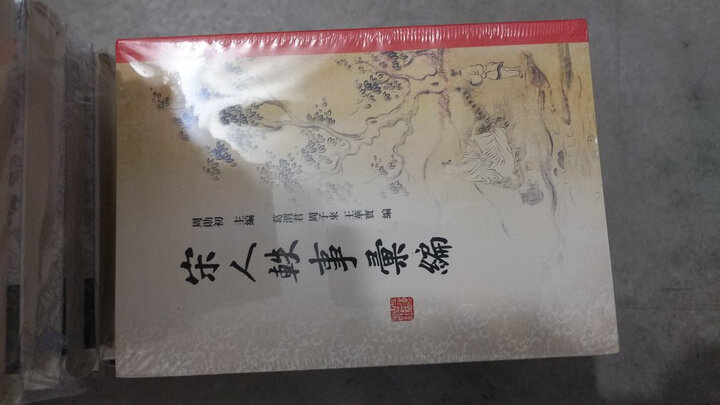 周勛初 主編
葛渭君 周子來 王華寶 編
宋人軼事彙編